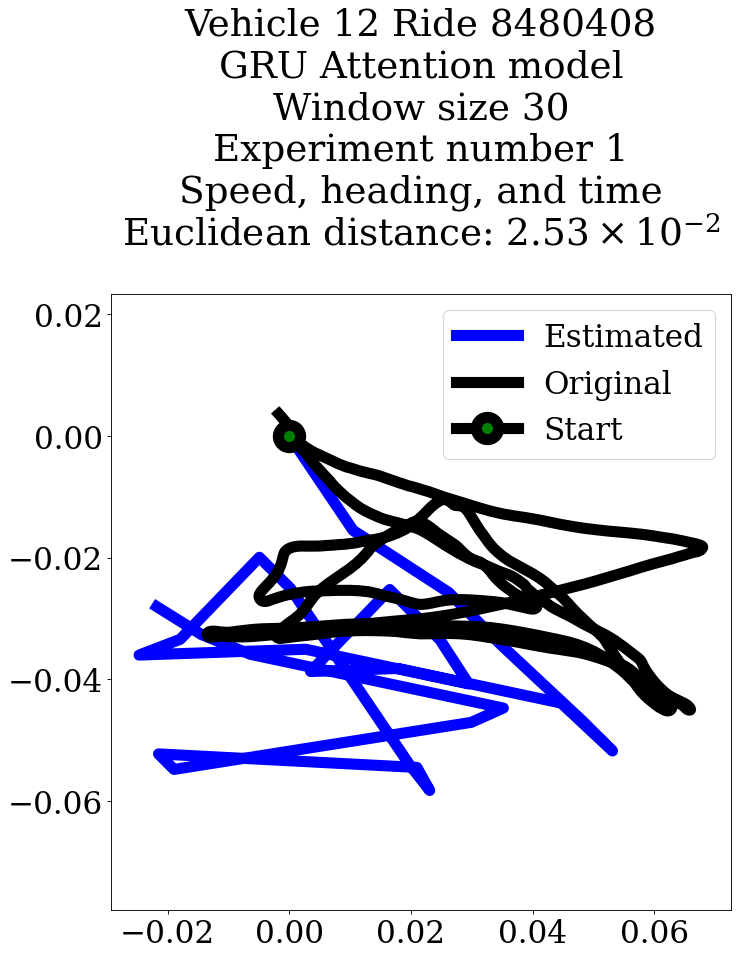 Vehicle 12 Ride 8480408
GRU Attention model
Window size 30
Experiment number 1
Speed, heading, and time
Euclidean distance: 2.53 × 10⁻²
Estimated
Original
Start
0.02
0.00
−0.02
−0.04
−0.06
−0.02 0.00 0.02 0.04 0.06